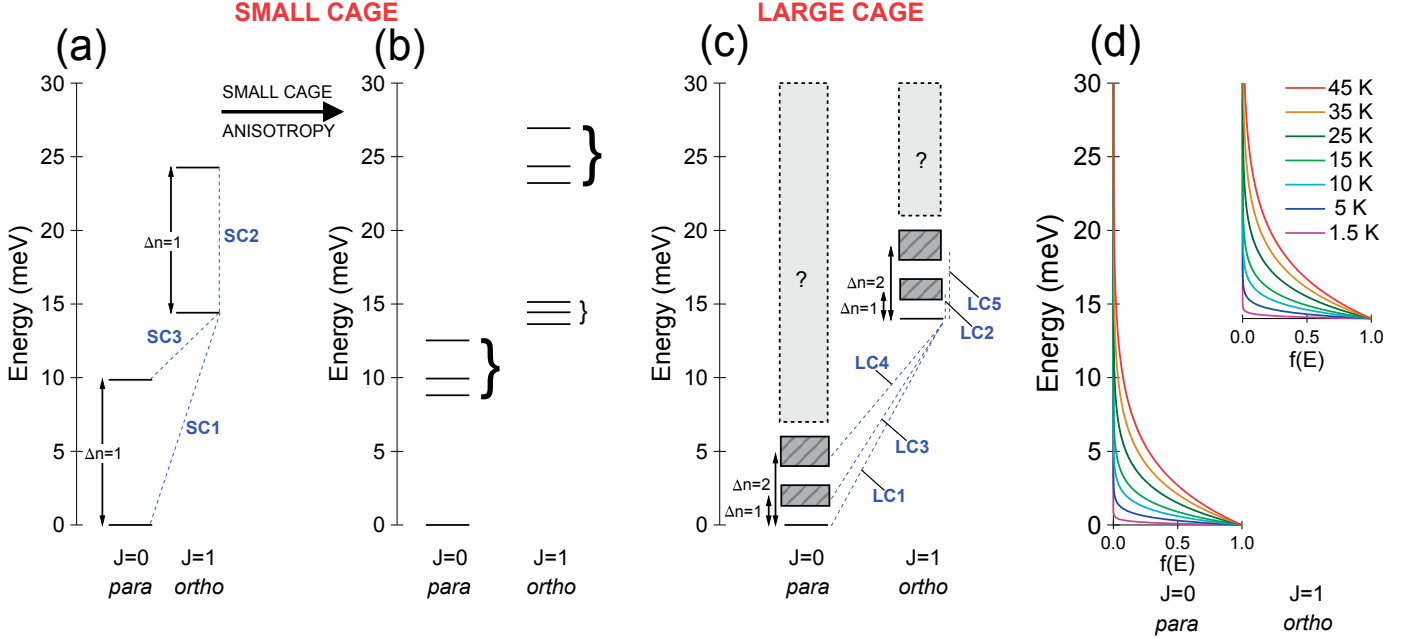 SMALL CAGE
LARGE CAGE
(a)
30
25
20
15
10
5
0
Energy (meV)
Δn=1
Δn=1
SC2
SC3
SC1
J=0
para
J=1
ortho
SMALL CAGE
ANISOTROPY
(b)
30
25
20
15
10
5
0
Energy (meV)
}
}
}
J=0
para
J=1
ortho
(c)
30
25
20
15
10
5
0
Energy (meV)
?
?
Δn=2
Δn=1
Δn=2
Δn=1
LC5
LC2
LC4
LC3
LC1
J=0
para
J=1
ortho
(d)
30
25
20
15
10
5
0
Energy (meV)
45 K
35 K
25 K
15 K
10 K
5 K
1.5 K
0.0 0.5 1.0
f(E)
0.0 0.5 1.0
f(E)
J=0
para
J=1
ortho